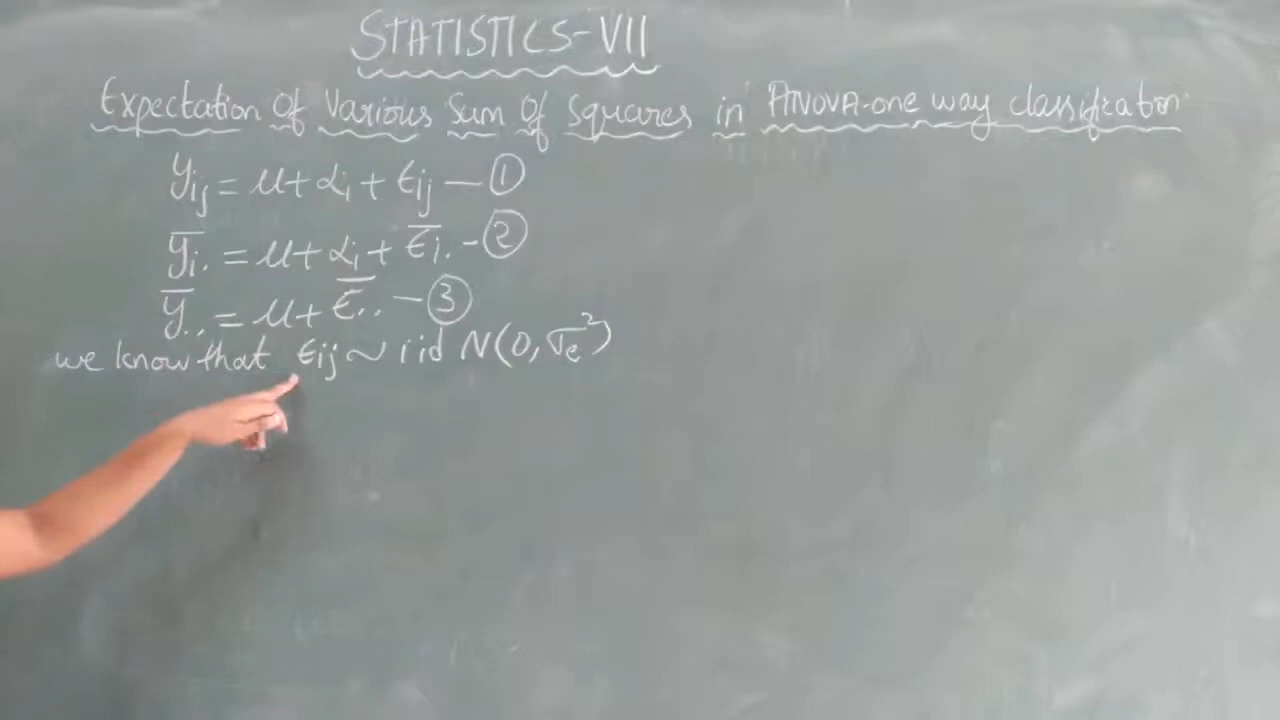 STATISTICS-VII
Expectation Of Various Sum Of Squares in ANOVA-one way classification
yij = μ + αi + ϵij — ①
ȳi. = μ + αi + ϵ̄i. - ②
ȳ.. = μ + ϵ̄.. — ③
we know that ϵij ~ iid N(0, σe²)